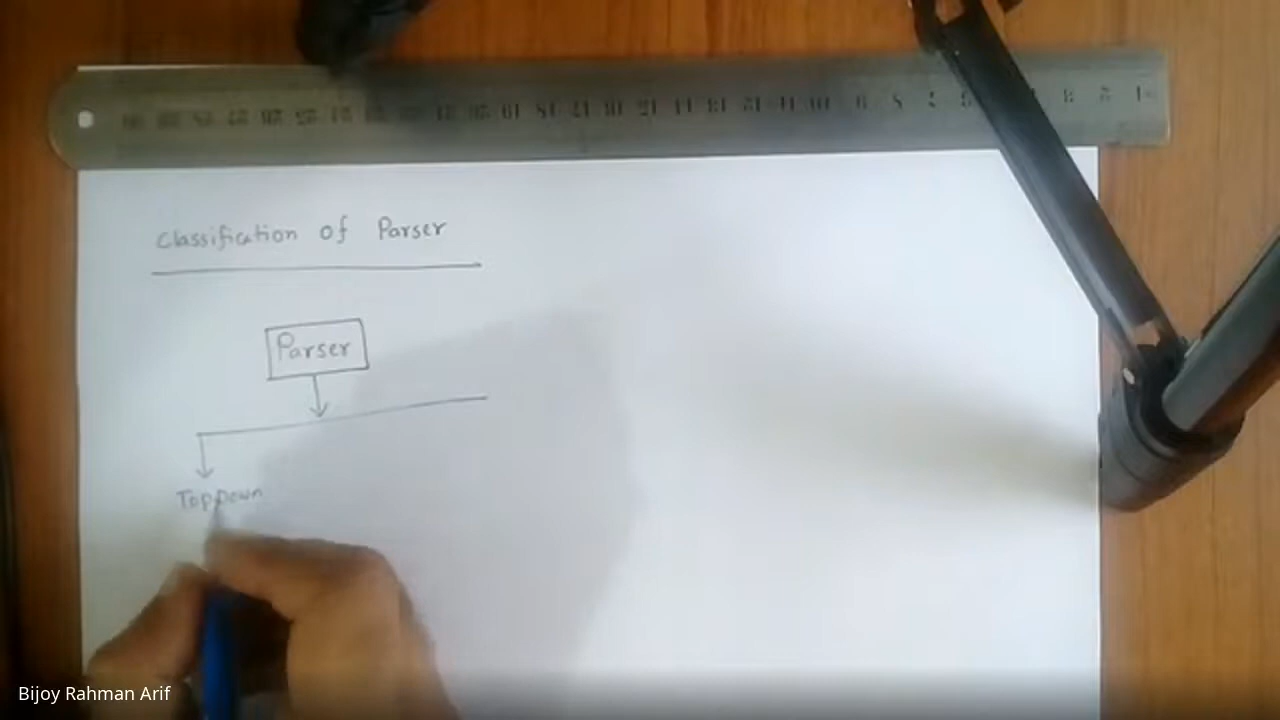 Classification of Parser
Parser
TopDown
Bijoy Rahman Arif